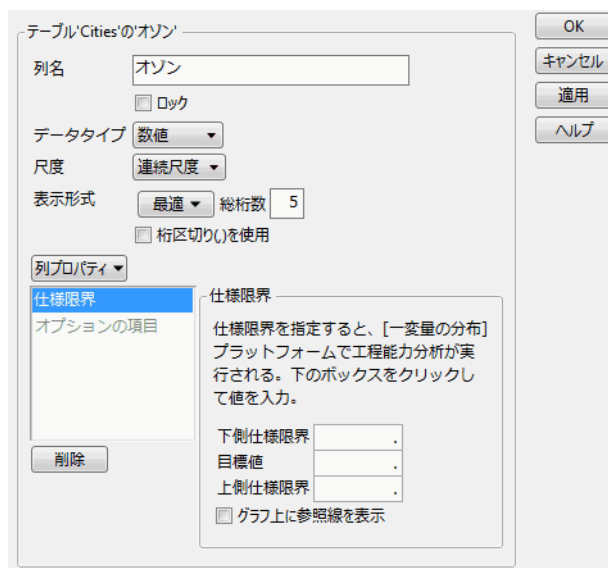 テーブル'Cities'の'オゾン'
列名 オゾン
ロック
データタイプ 数値
尺度 連続尺度
表示形式 最適 総桁数 5
桁区切り(,)を使用
列プロパティ
仕様限界
オプションの項目
削除
仕様限界
仕様限界を指定すると、[一変量の分布]
プラットフォームで工程能力分析が実
行される。下のボックスをクリックし
て値を入力。
下側仕様限界 .
目標値 .
上側仕様限界 .
グラフ上に参照線を表示
OK
キャンセル
適用
ヘルプ